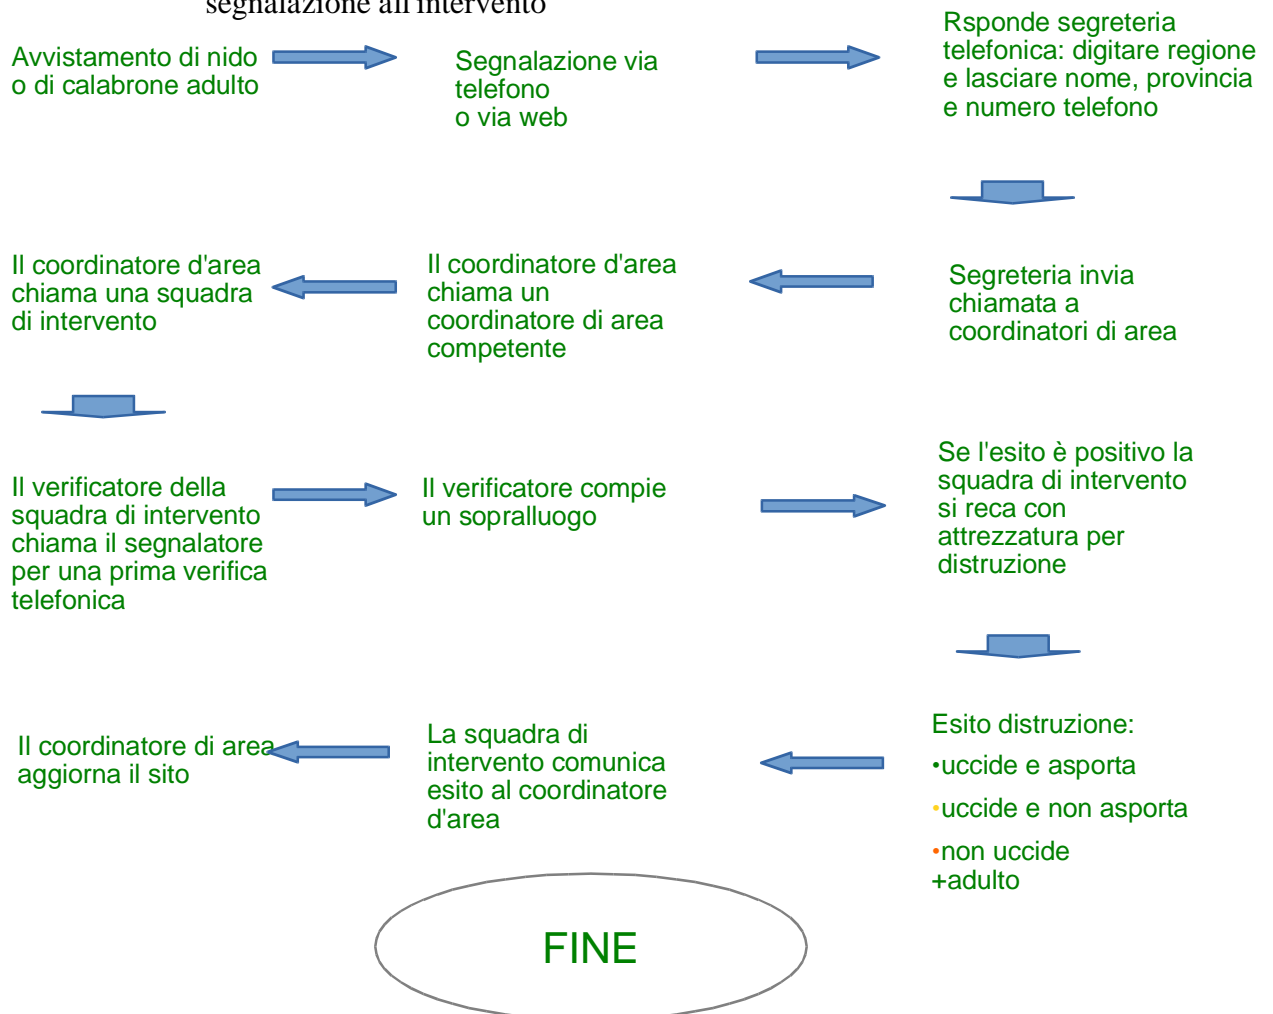 segnalazione all'intervento
Avvistamento di nido
o di calabrone adulto
Segnalazione via
telefono
o via web
Rsponde segreteria
telefonica: digitare regione
e lasciare nome, provincia
e numero telefono
Segreteria invia
chiamata a
coordinatori di area
Il coordinatore d'area
chiama un
coordinatore di area
competente
Il coordinatore d'area
chiama una squadra
di intervento
Il verificatore della
squadra di intervento
chiama il segnalatore
per una prima verifica
telefonica
Il verificatore compie
un sopralluogo
Se l'esito è positivo la
squadra di intervento
si reca con
attrezzatura per
distruzione
Esito distruzione:
•uccide e asporta
•uccide e non asporta
•non uccide
+adulto
La squadra di
intervento comunica
esito al coordinatore
d'area
Il coordinatore di area
aggiorna il sito
FINE